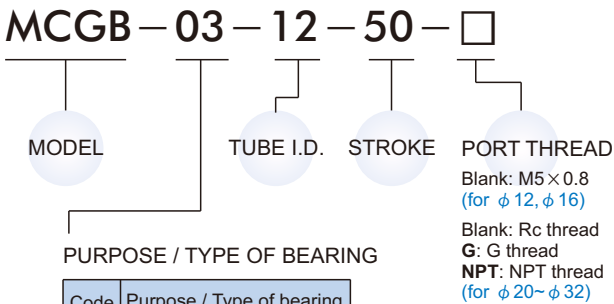 MCGB－03－12－50－□
MODEL
TUBE I.D.
STROKE
PORT THREAD
Blank: M5×0.8
(for φ12, φ16)
Blank: Rc thread
G: G thread
NPT: NPT thread
(for φ20~φ32)
PURPOSE / TYPE OF BEARING
Code Purpose / Type of bearing